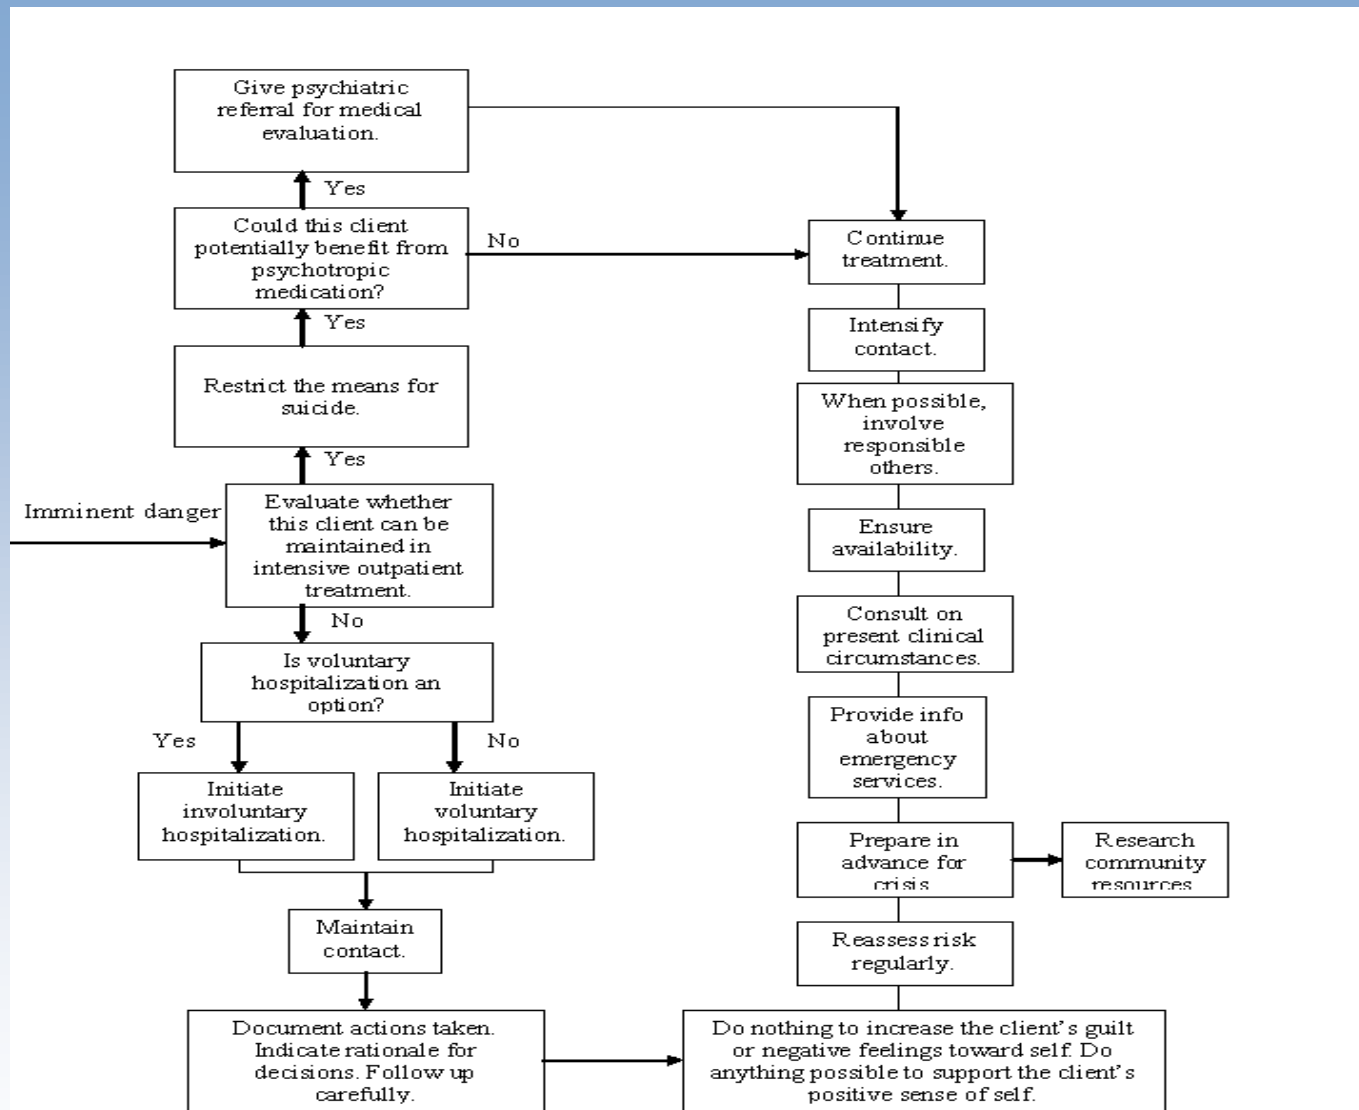 Give psychiatric
referral for medical
evaluation.
Yes
Could this client
potentially benefit from
psychotropic
medication?
No
Continue
treatment.
Yes
Intensify
contact.
Restrict the means for
suicide.
When possible,
involve
responsible
others.
Yes
Imminent danger
Evaluate whether
this client can be
maintained in
intensive outpatient
treatment.
Ensure
availability.
No
Consult on
present clinical
circumstances.
Is voluntary
hospitalization an
option?
Provide info
about
emergency
services.
Yes
No
Initiate
involuntary
hospitalization.
Initiate
voluntary
hospitalization.
Prepare in
advance for
crisis
Research
community
resources
Maintain
contact.
Reassess risk
regularly.
Document actions taken.
Indicate rationale for
decisions. Follow up
carefully.
Do nothing to increase the client's guilt
or negative feelings toward self. Do
anything possible to support the client's
positive sense of self.